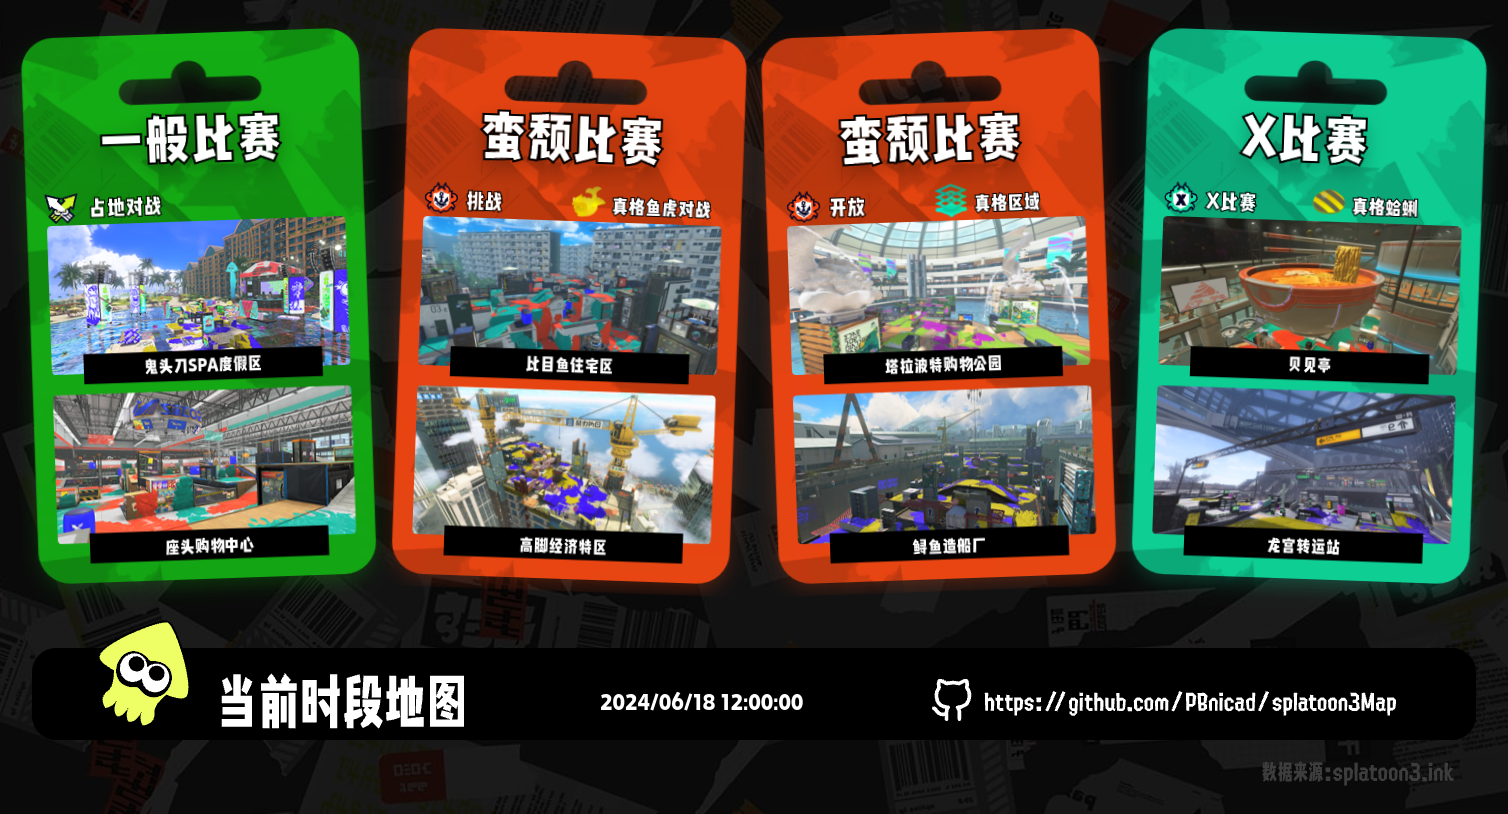 一般比赛
占地对战
鬼头刀SPA度假区
座头购物中心
蛮颓比赛
挑战
真格鱼虎对战
比目鱼住宅区
高脚经济特区
蛮颓比赛
开放
真格区域
塔拉波特购物公园
鲟鱼造船厂
X比赛
X比赛
真格蛤蜊
贝见亭
龙宫转运站
当前时段地图
2024/06/18 12:00:00
https://github.com/PBnicad/splatoon3Map
数据来源:splatoon3.ink